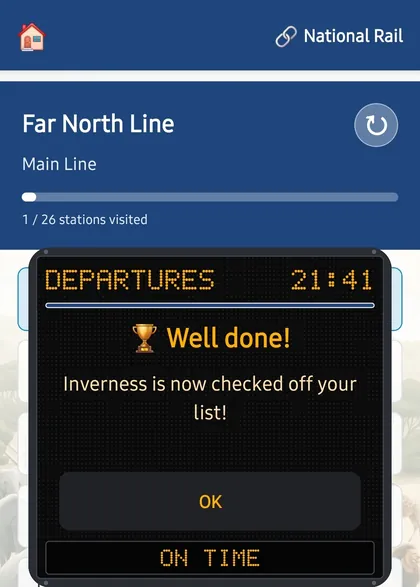 National Rail
Far North Line
Main Line
1 / 26 stations visited
DEPARTURES 21:41
Well done!
Inverness is now checked off your
list!
OK
ON TIME